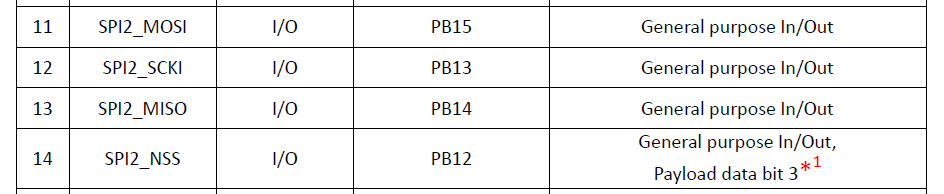 11 SPI2_MOSI I/O PB15 General purpose In/Out
12 SPI2_SCKI I/O PB13 General purpose In/Out
13 SPI2_MISO I/O PB14 General purpose In/Out
14 SPI2_NSS I/O PB12 General purpose In/Out,
Payload data bit 3*1